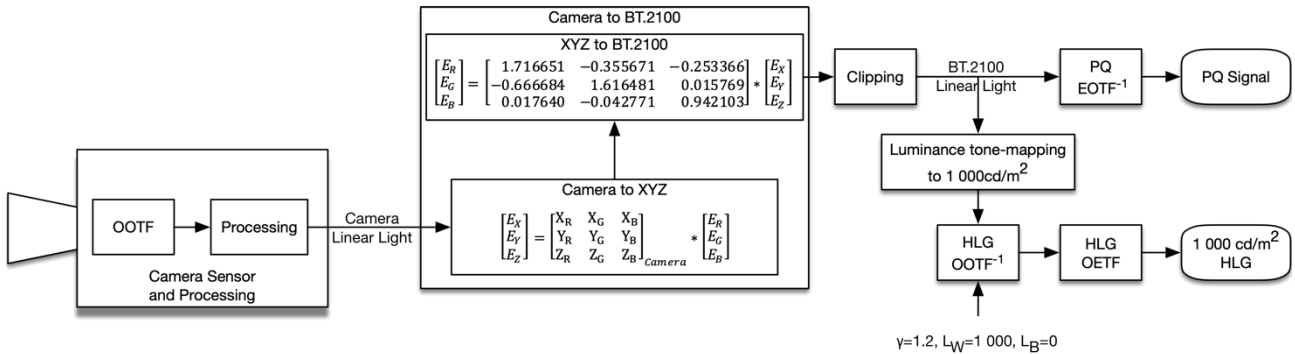 Camera to BT.2100
XYZ to BT.2100
[E_R] = [ 1.716651 −0.355671 −0.253366] * [E_X]
[E_G] = [−0.666684 1.616481 0.015769] * [E_Y]
[E_B] = [ 0.017640 −0.042771 0.942103] * [E_Z]
Clipping
BT.2100
Linear Light
PQ
EOTF⁻¹
PQ Signal
Luminance tone-mapping
to 1 000cd/m²
OOTF
Processing
Camera
Linear Light
Camera Sensor
and Processing
Camera to XYZ
[E_X] = [X_R X_G X_B] * [E_R]
[E_Y] = [Y_R Y_G Y_B] * [E_G]
[E_Z] = [Z_R Z_G Z_B]_Camera * [E_B]
HLG
OOTF⁻¹
HLG
OETF
1 000 cd/m²
HLG
γ=1.2, L_W=1 000, L_B=0